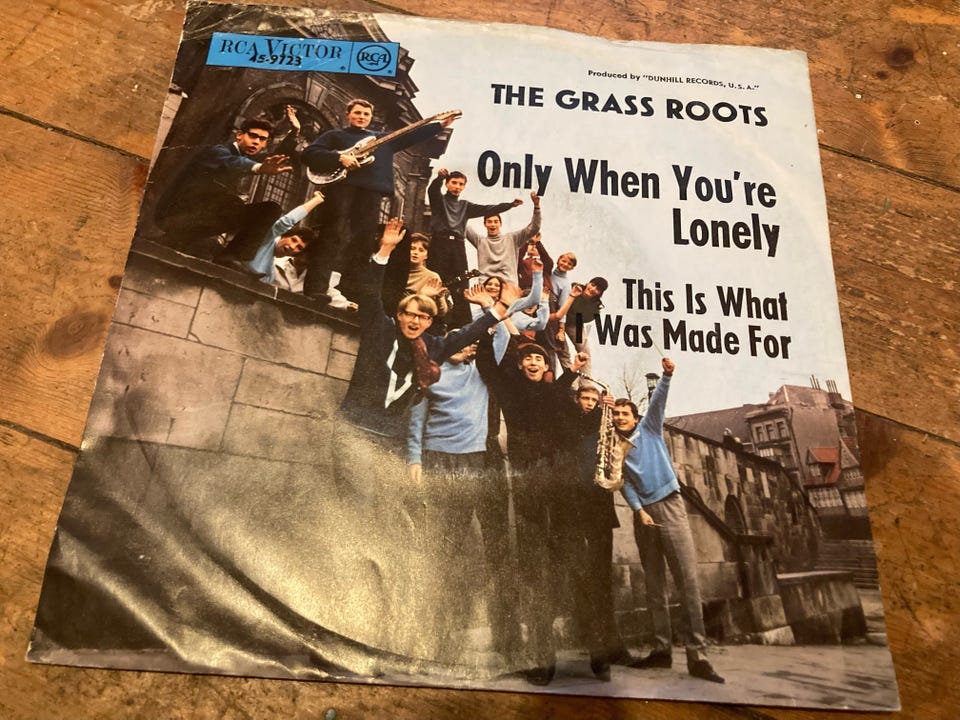 RCA VICTOR
45-9723
RCA
Produced by "DUNHILL RECORDS, U.S.A."
THE GRASS ROOTS
Only When You're
Lonely
This Is What
I Was Made For